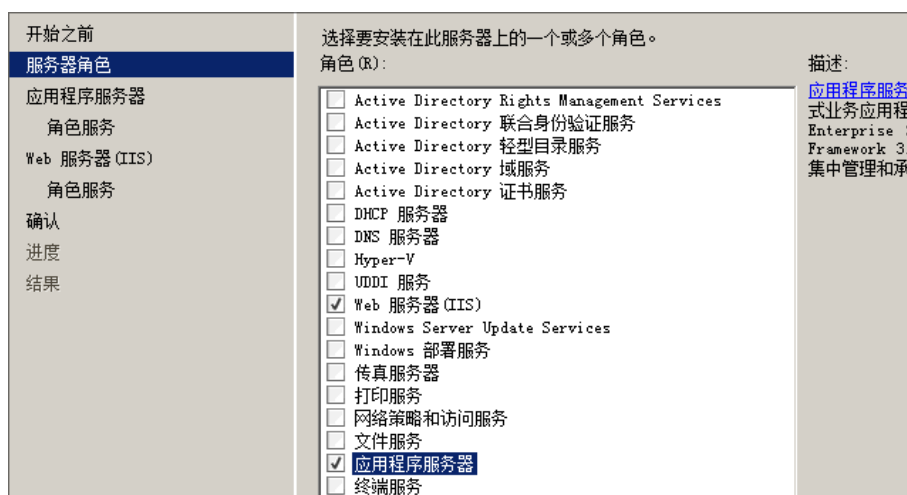 开始之前
服务器角色
应用程序服务器
角色服务
Web 服务器(IIS)
角色服务
确认
进度
结果
选择要安装在此服务器上的一个或多个角色。
角色(R):
Active Directory Rights Management Services
Active Directory 联合身份验证服务
Active Directory 轻型目录服务
Active Directory 域服务
Active Directory 证书服务
DHCP 服务器
DNS 服务器
Hyper-V
UDDI 服务
Web 服务器(IIS)
Windows Server Update Services
Windows 部署服务
传真服务器
打印服务
网络策略和访问服务
文件服务
应用程序服务器
终端服务
描述:
应用程序服务
式业务应用程
Enterprise
Framework 3
集中管理和承